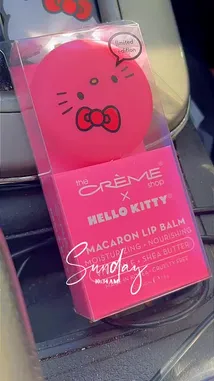 limited
edition
the
CRÈME
shop
X
HELLO KITTY
MACARON LIP BALM
MOISTURIZING • NOURISHING
SHEA BUTTER
Sunday